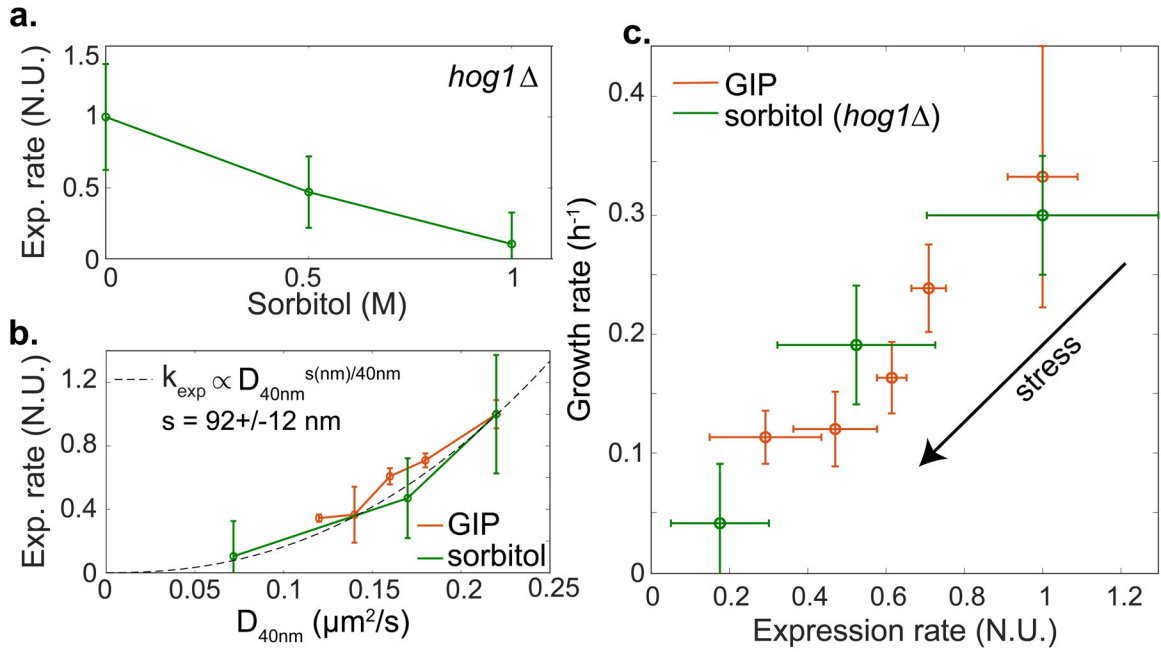 a.
1.5
1
0.5
0
Exp. rate (N.U.)
hog1Δ
0
0.5
1
Sorbitol (M)
b.
1.2
0.8
0.4
0
Exp. rate (N.U.)
k_exp ∝ D_40nm^s(nm)/40nm
s = 92+/-12 nm
GIP
sorbitol
0
0.05
0.1
0.15
0.2
0.25
D_40nm (µm²/s)
c.
0.4
0.3
0.2
0.1
0
Growth rate (h⁻¹)
GIP
sorbitol (hog1Δ)
stress
0
0.2
0.4
0.6
0.8
1
1.2
Expression rate (N.U.)